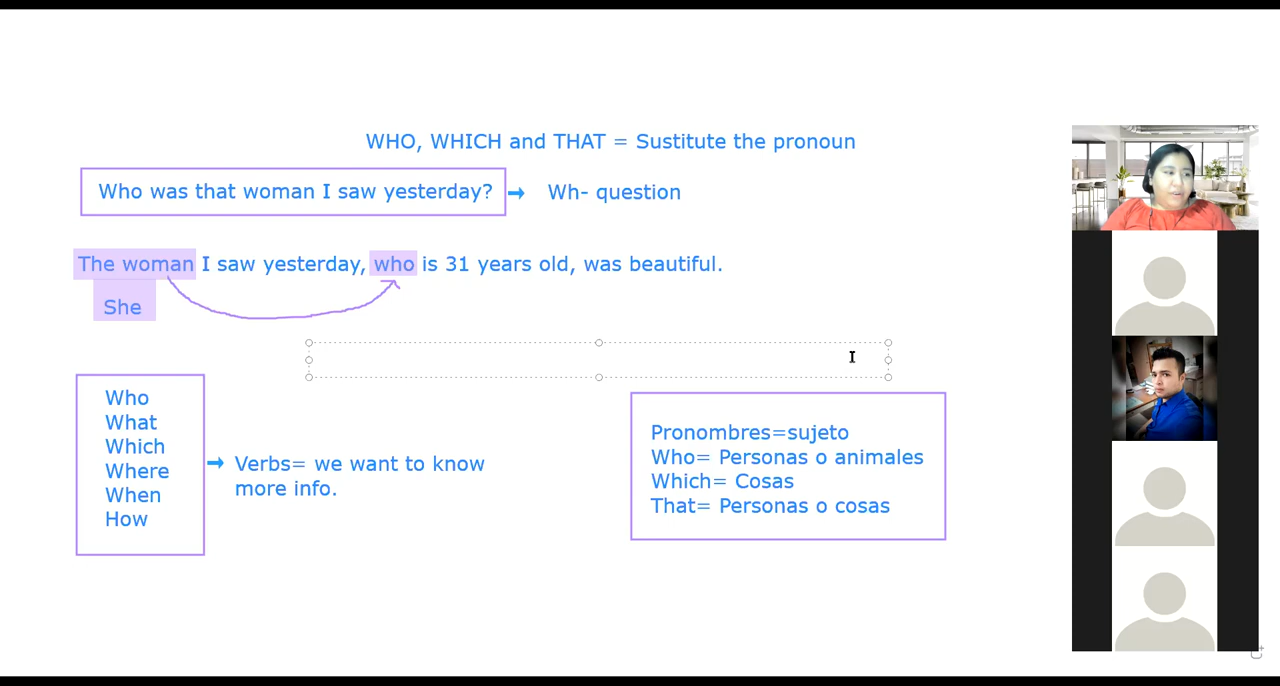 WHO, WHICH and THAT = Sustitute the pronoun
Who was that woman I saw yesterday?
Wh- question
The woman I saw yesterday, who is 31 years old, was beautiful.
She
Who
What
Which
Where
When
How
Verbs= we want to know
more info.
Pronombres=sujeto
Who= Personas o animales
Which= Cosas
That= Personas o cosas